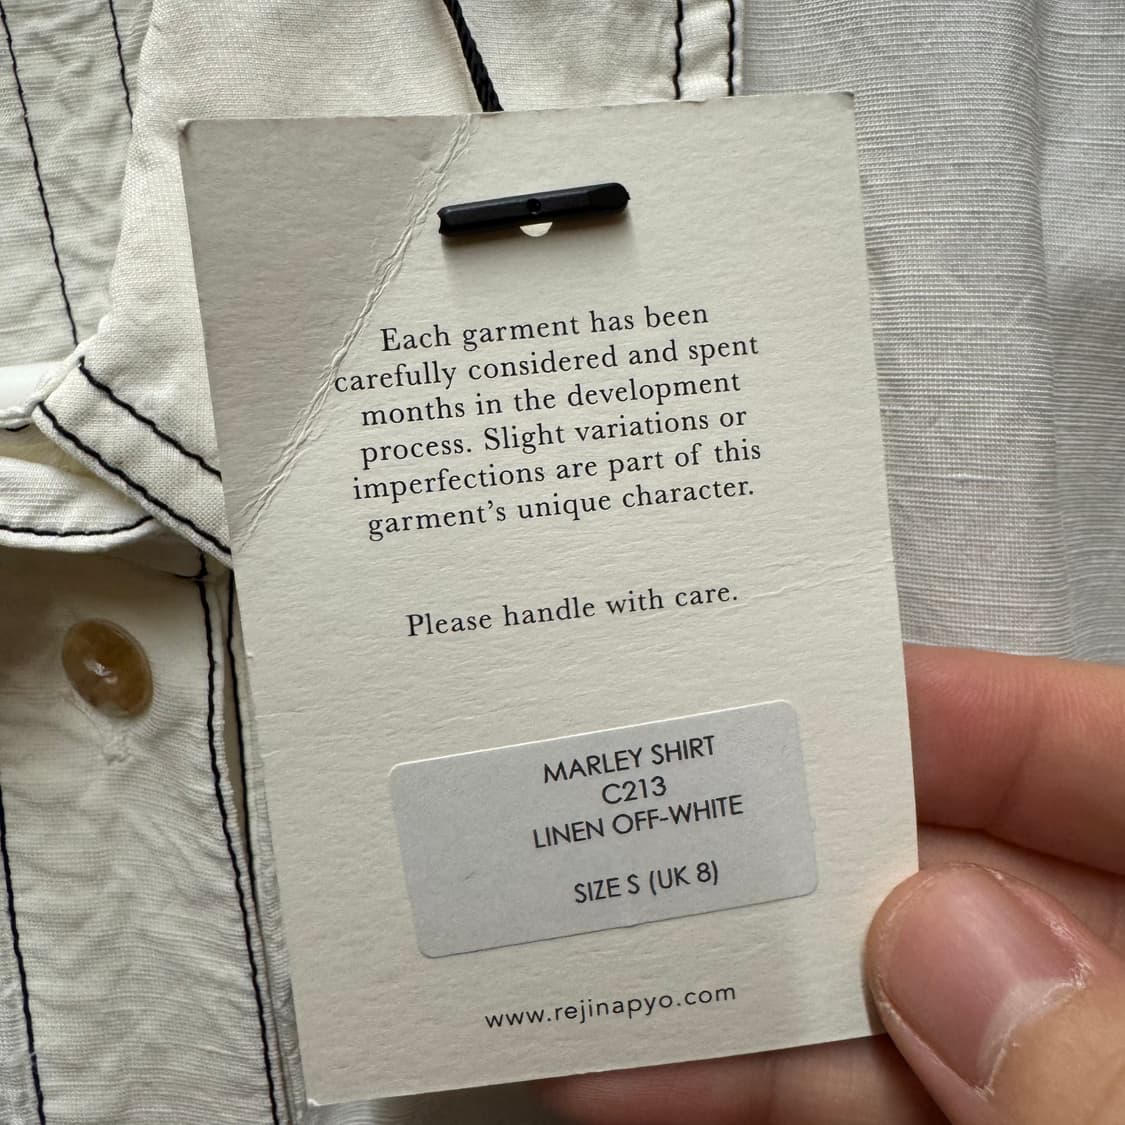 Each garment has been
carefully considered and spent
months in the development
process. Slight variations or
imperfections are part of this
garment’s unique character.
Please handle with care.
MARLEY SHIRT
C213
LINEN OFF-WHITE
SIZE S (UK 8)
www.rejinapyo.com